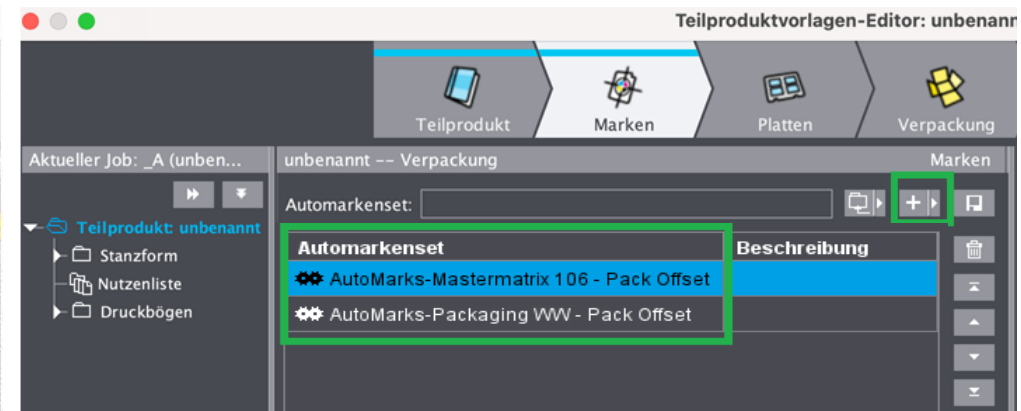 Teilproduktvorlagen-Editor: unbenann
Teilprodukt
Marken
Platten
Verpackung
Aktueller Job: _A (unben...
unbenannt -- Verpackung
Marken
Automarkenset:
Teilprodukt: unbenannt
Stanzform
Nutzenliste
Druckbögen
Automarkenset
Beschreibung
AutoMarks-Mastermatrix 106 - Pack Offset
AutoMarks-Packaging WW - Pack Offset